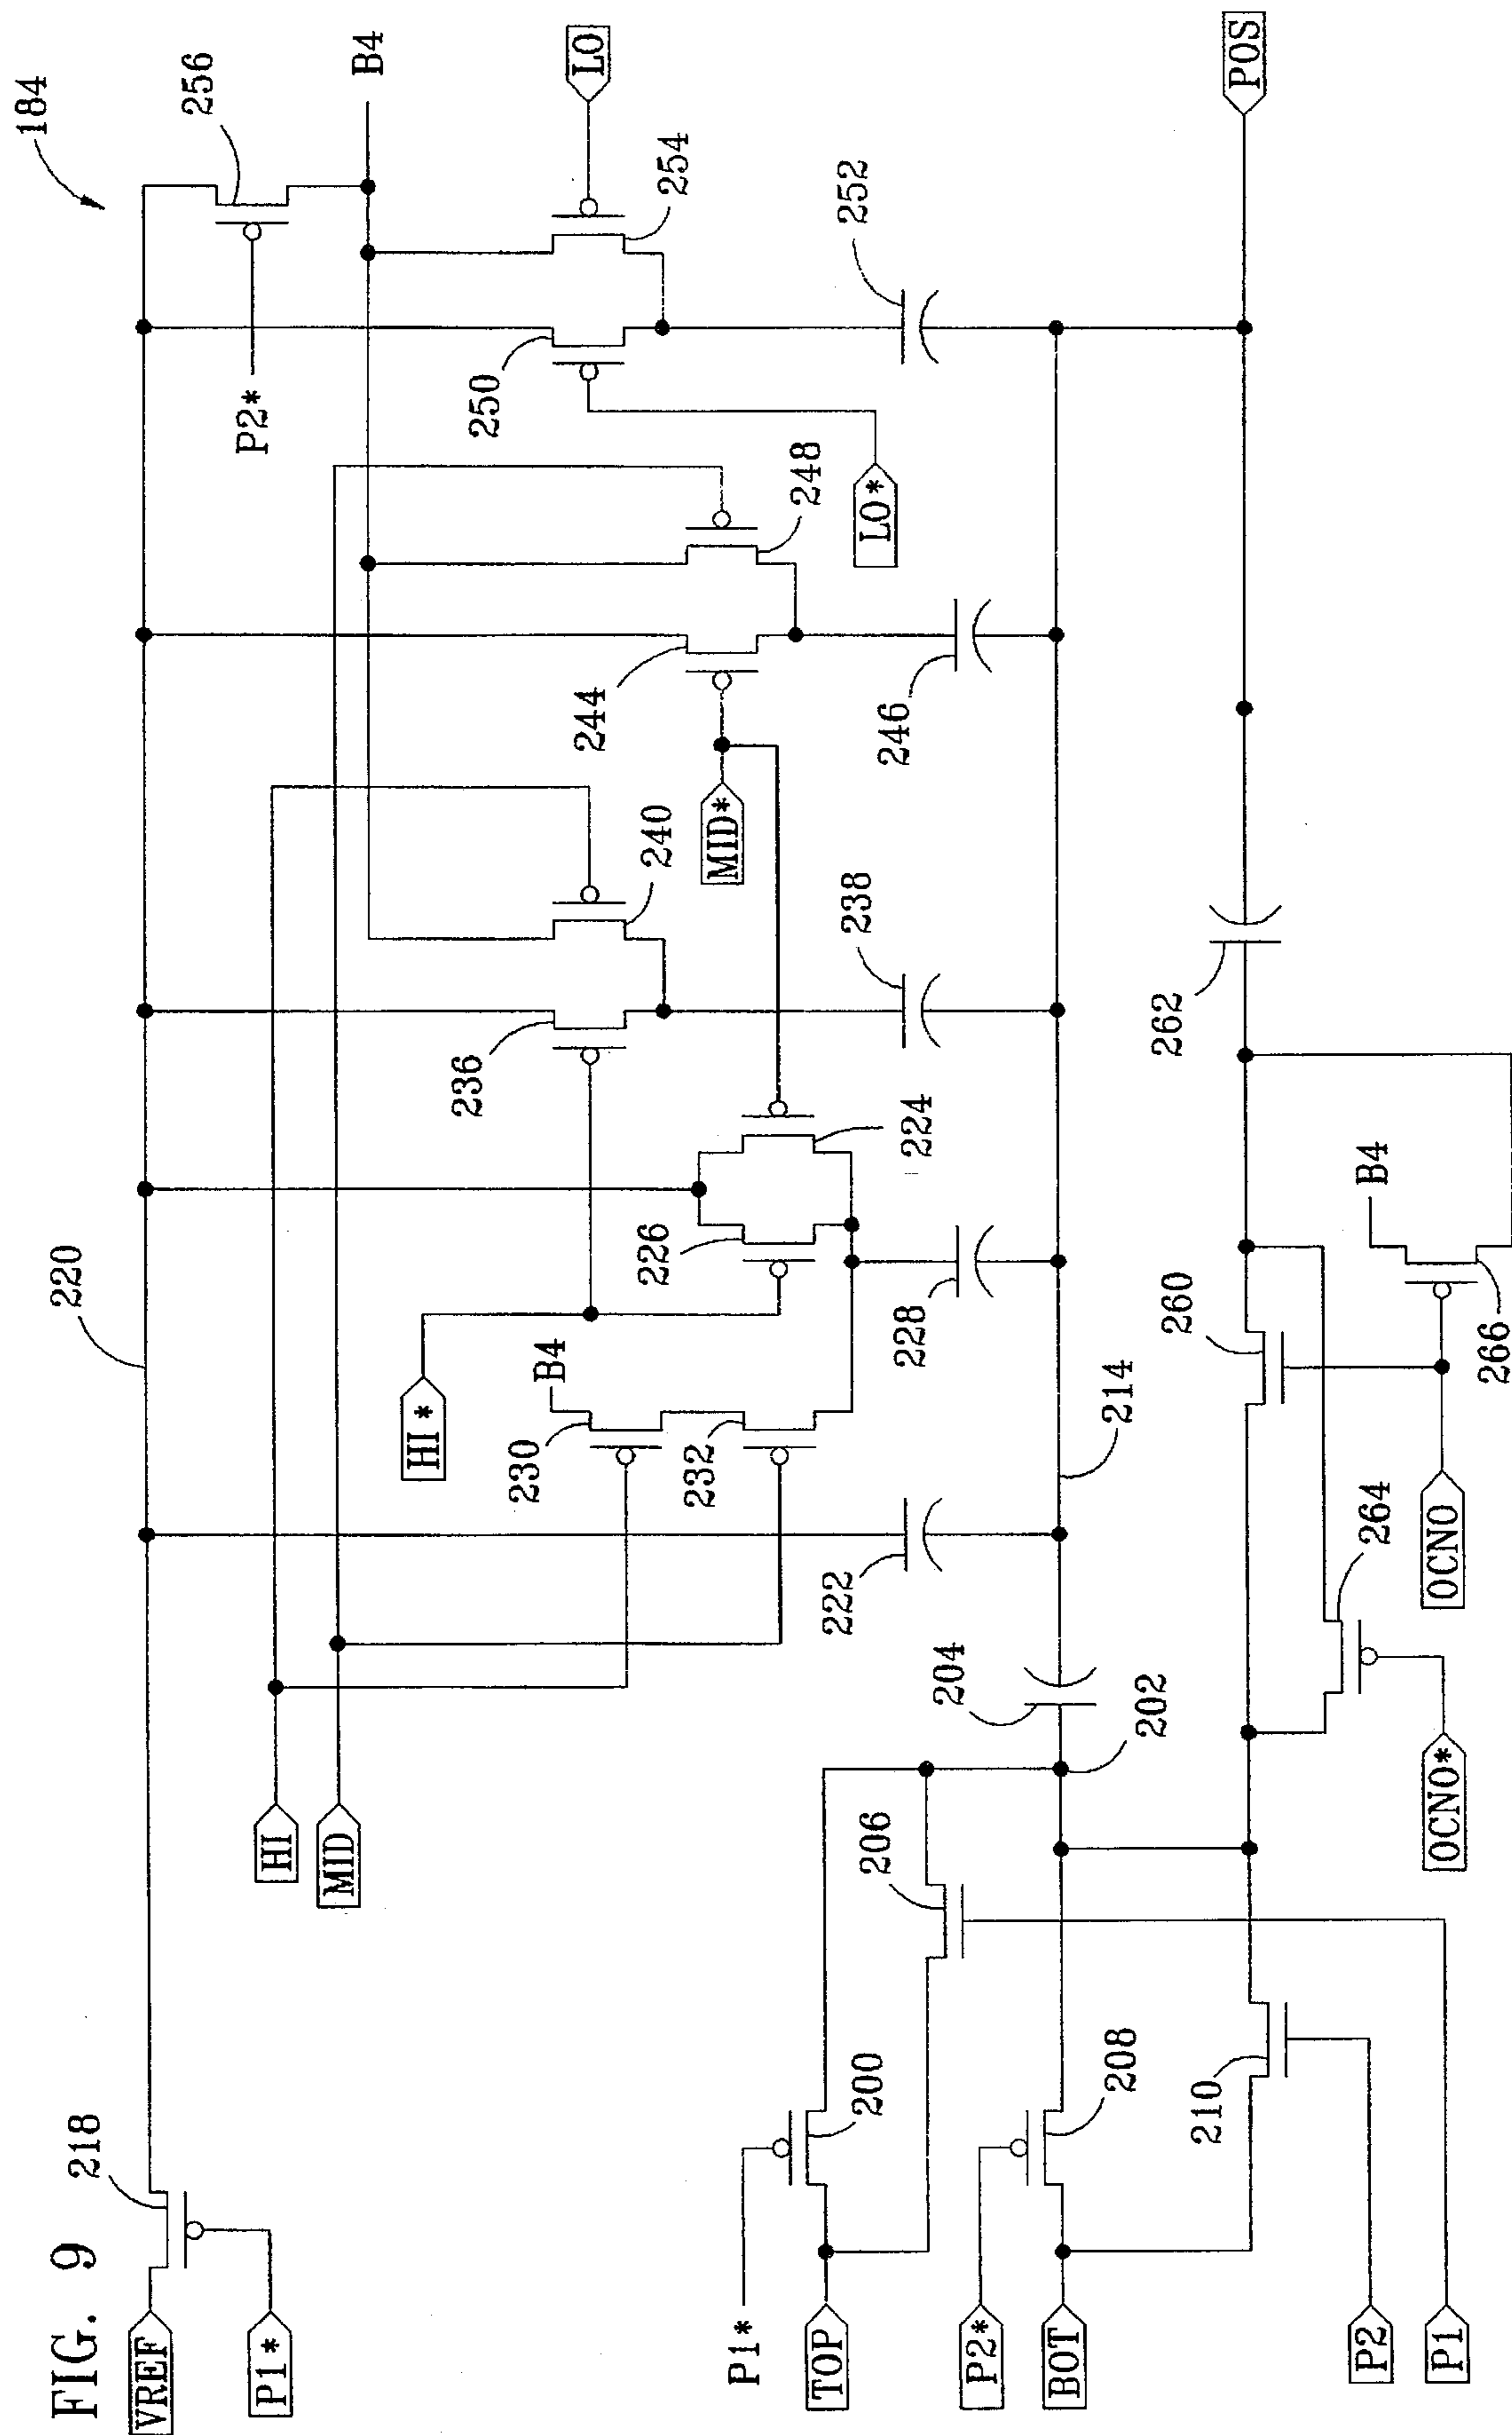 FIG. 9
184
VREF
218
P1*
220
256
B4
P2*
HI
MID
HI*
B4
230
232
226
224
236
240
MID*
244
248
250
254
LO
LO*
222
228
238
246
252
P1*
TOP
200
206
204
202
214
P2*
BOT
208
210
P2
P1
264
OCNO*
260
OCNO
B4
266
262
POS